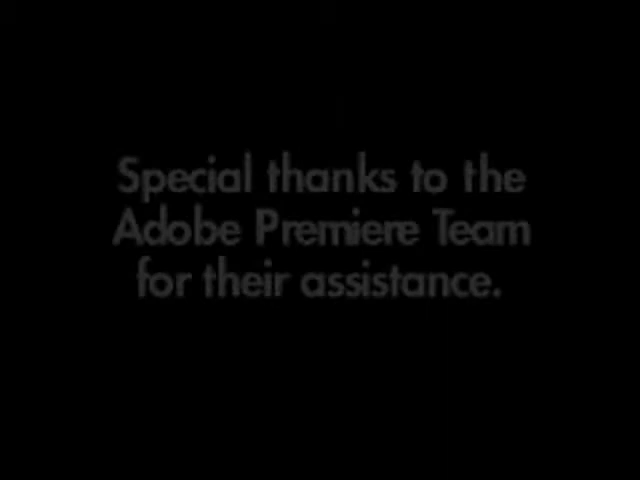 Special thanks to the
Adobe Premiere Team
for their assistance.